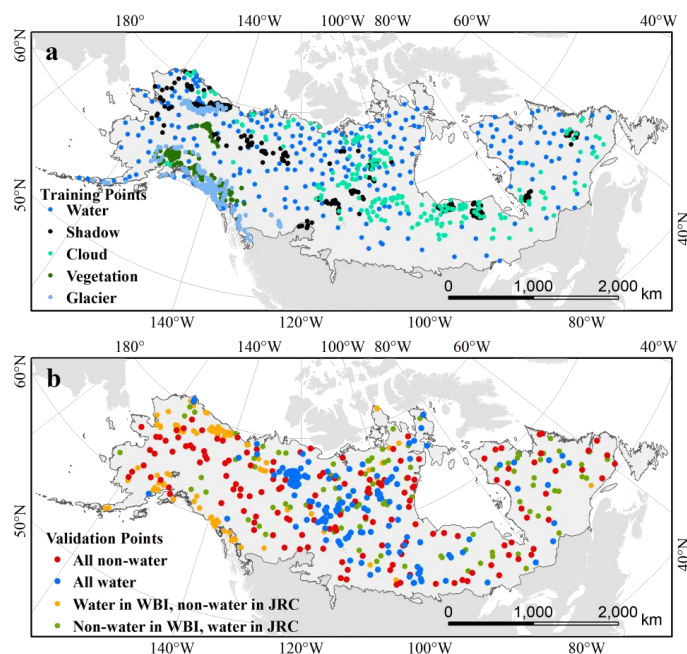 180° 140°W 120°W 100°W 80°W 60°W 40°W
60°N
a
50°N
40°N
Training Points
Water
Shadow
Cloud
Vegetation
Glacier
0 1,000 2,000 km
140°W 120°W 100°W 80°W
180° 140°W 120°W 100°W 80°W 60°W 40°W
60°N
b
50°N
40°N
Validation Points
All non-water
All water
Water in WBI, non-water in JRC
Non-water in WBI, water in JRC
0 1,000 2,000 km
140°W 120°W 100°W 80°W